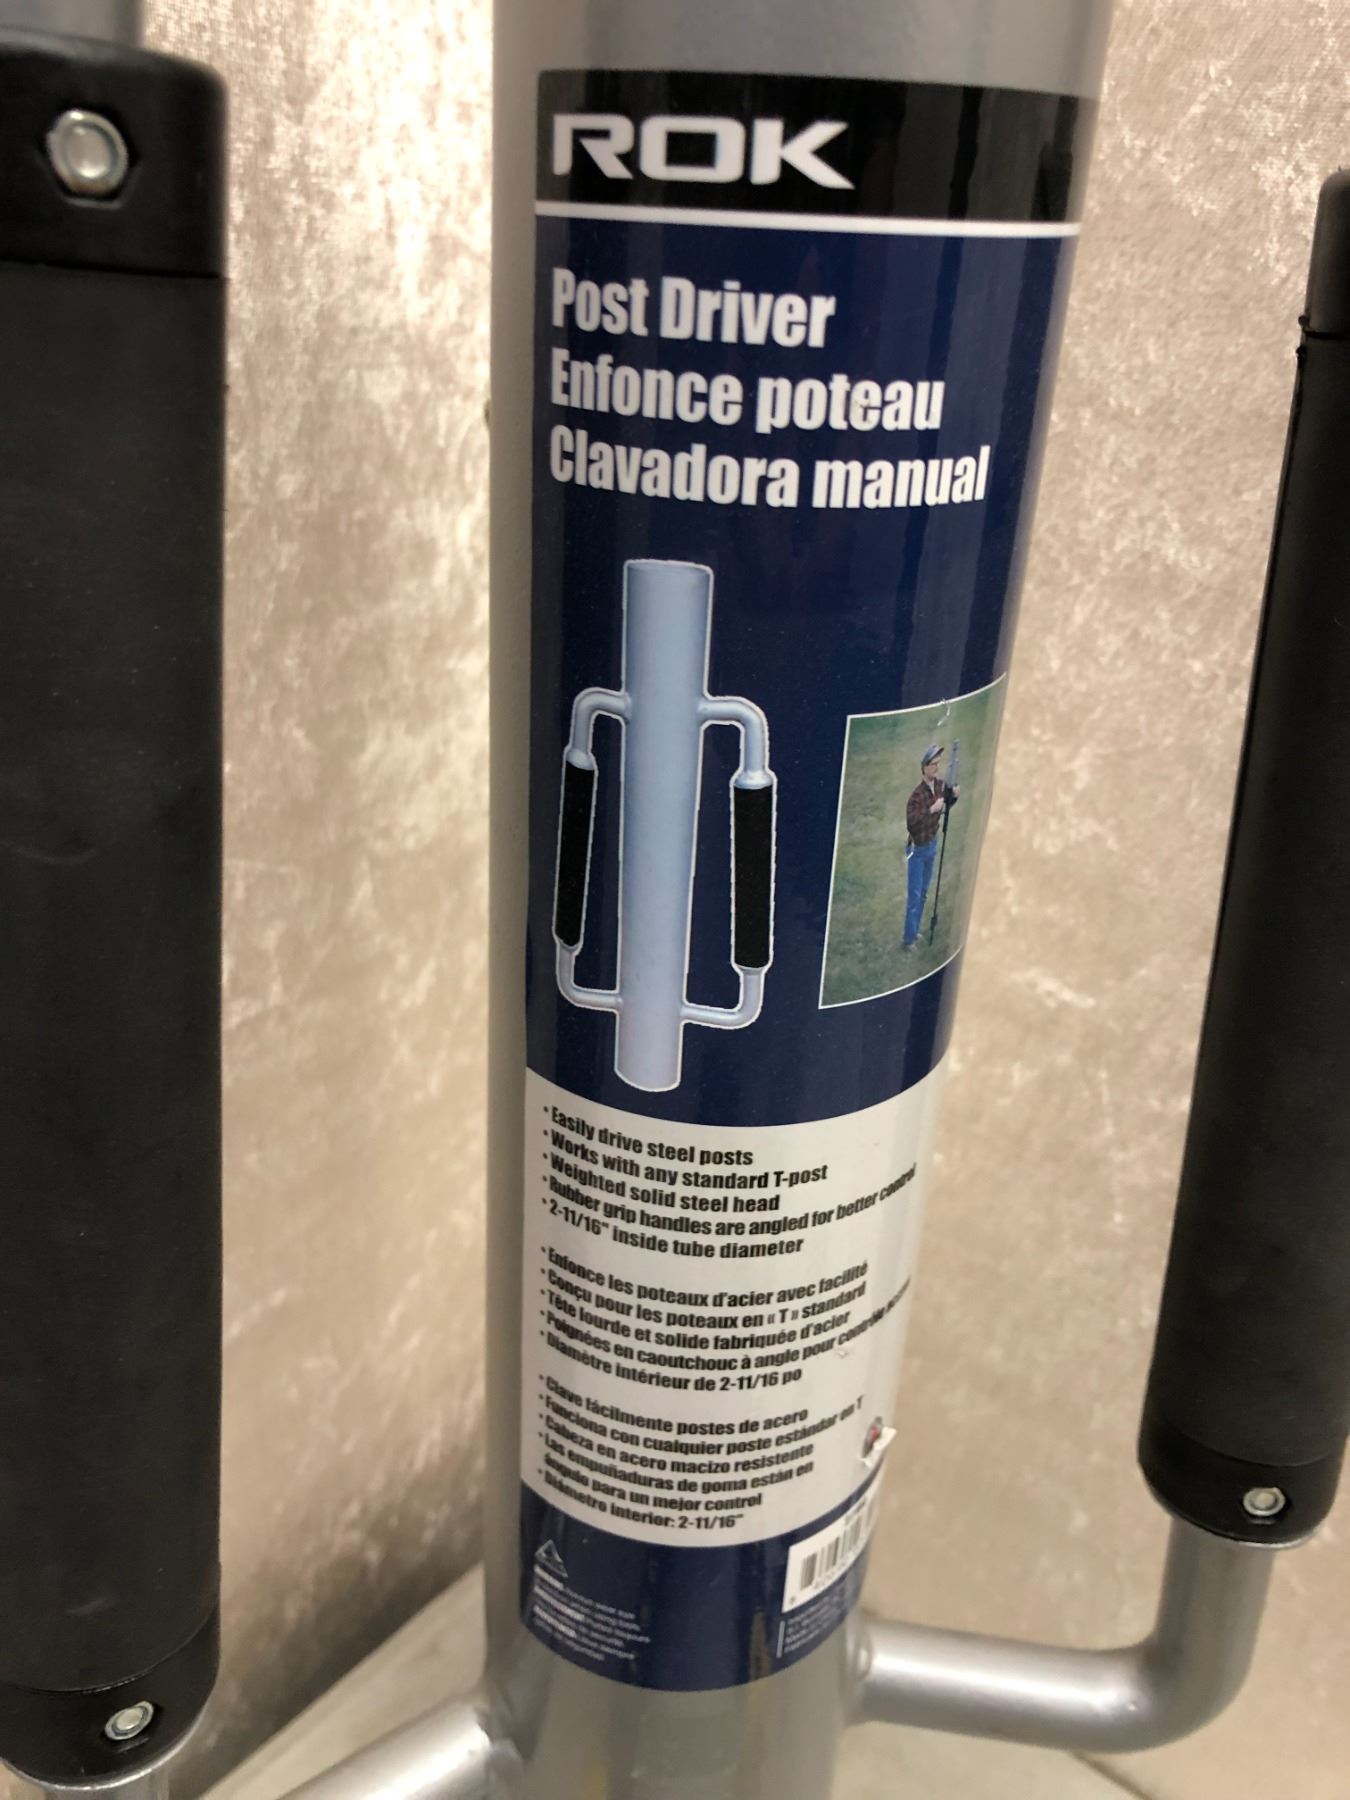 ROK
Post Driver
Enfonce poteau
Clavadora manual
• Easily drive steel posts
• Works with any standard T-post
• Weighted solid steel head
• Rubber grip handles are angled for better control
• 2-11/16" inside tube diameter
• Enfonce les poteaux d'acier avec facilité
• Conçu pour les poteaux en « T » standard
• Tête lourde et solide fabriquée d'acier
• Poignées en caoutchouc à angle pour contrôle
• Diamètre intérieur de 2-11/16 po
• Clave fácilmente postes de acero
• Funciona con cualquier poste estándar en T
• Cabeza en acero macizo resistente
• Las empuñaduras de goma están en
ángulo para un mejor control
• Diámetro interior: 2-11/16"